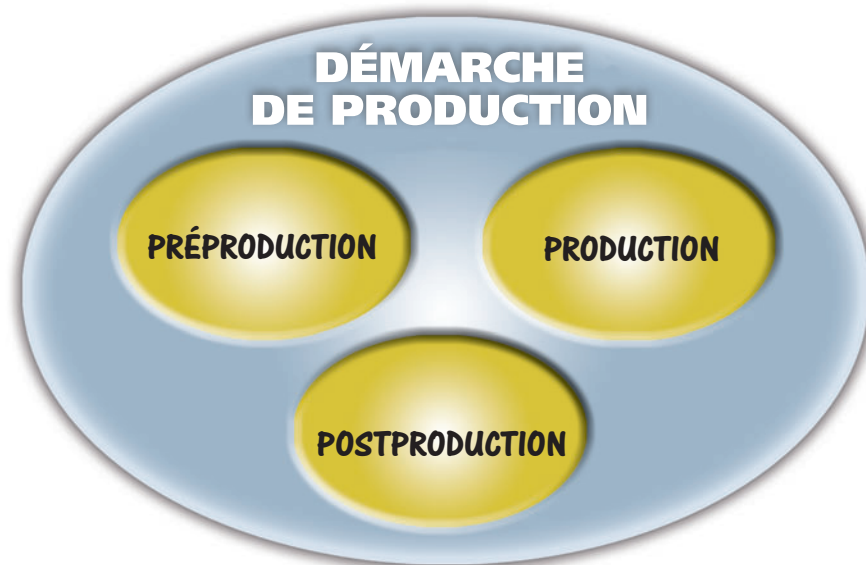 DÉMARCHE
DE PRODUCTION
PRÉPRODUCTION
PRODUCTION
POSTPRODUCTION